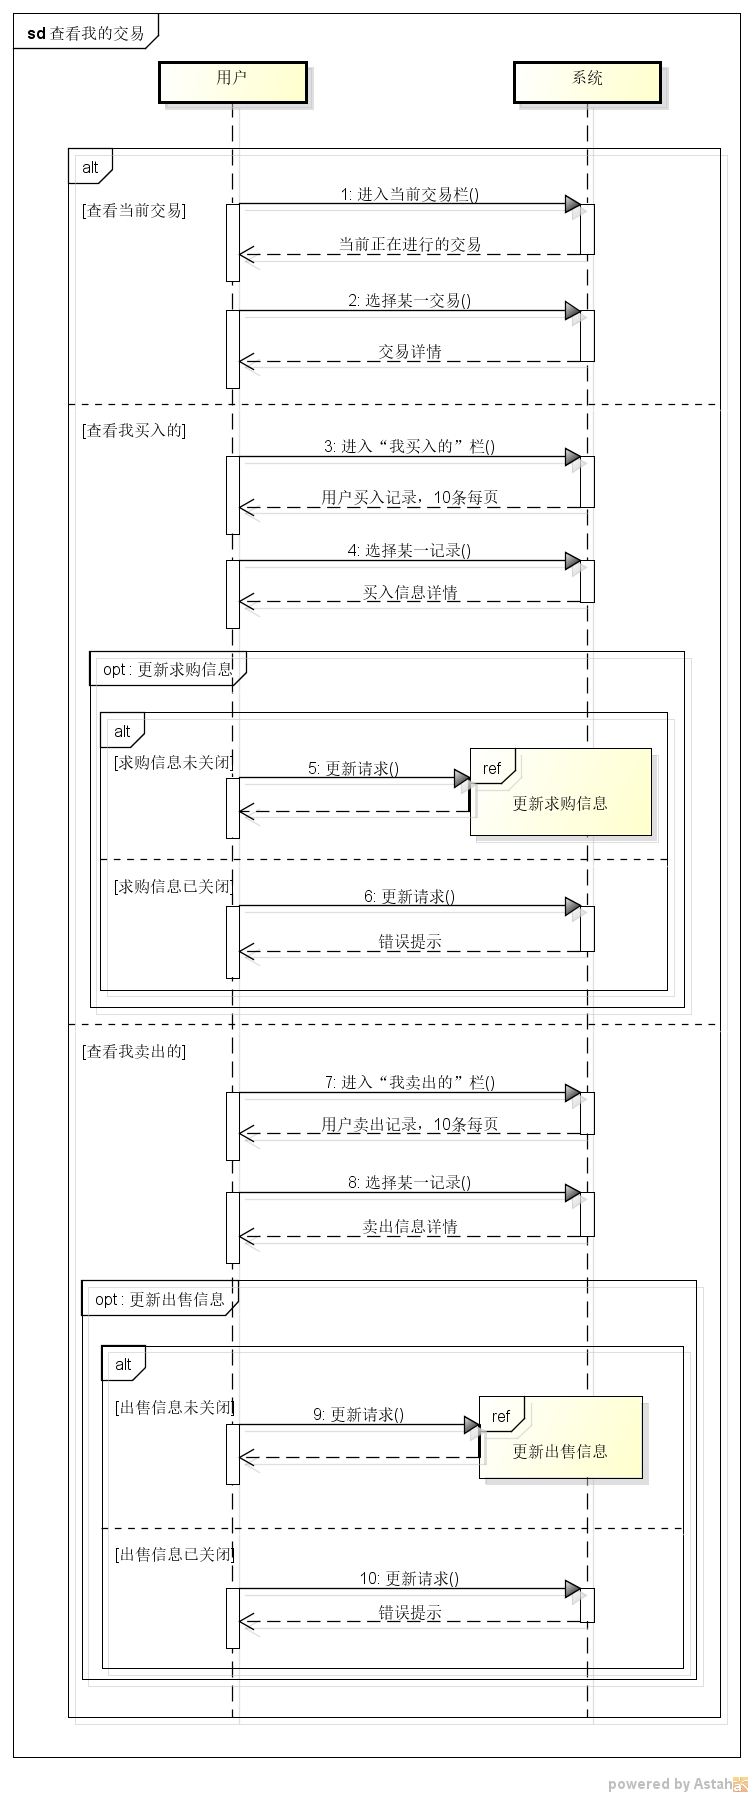 sd 查看我的交易
用户
系统
alt
[查看当前交易]
1: 进入当前交易栏()
当前正在进行的交易
2: 选择某一交易()
交易详情
[查看我买入的]
3: 进入“我买入的”栏()
用户买入记录，10条每页
4: 选择某一记录()
买入信息详情
opt : 更新求购信息
alt
[求购信息未关闭]
5: 更新请求()
ref
更新求购信息
[求购信息已关闭]
6: 更新请求()
错误提示
[查看我卖出的]
7: 进入“我卖出的”栏()
用户卖出记录，10条每页
8: 选择某一记录()
卖出信息详情
opt : 更新出售信息
alt
[出售信息未关闭]
9: 更新请求()
ref
更新出售信息
[出售信息已关闭]
10: 更新请求()
错误提示
powered by Astah